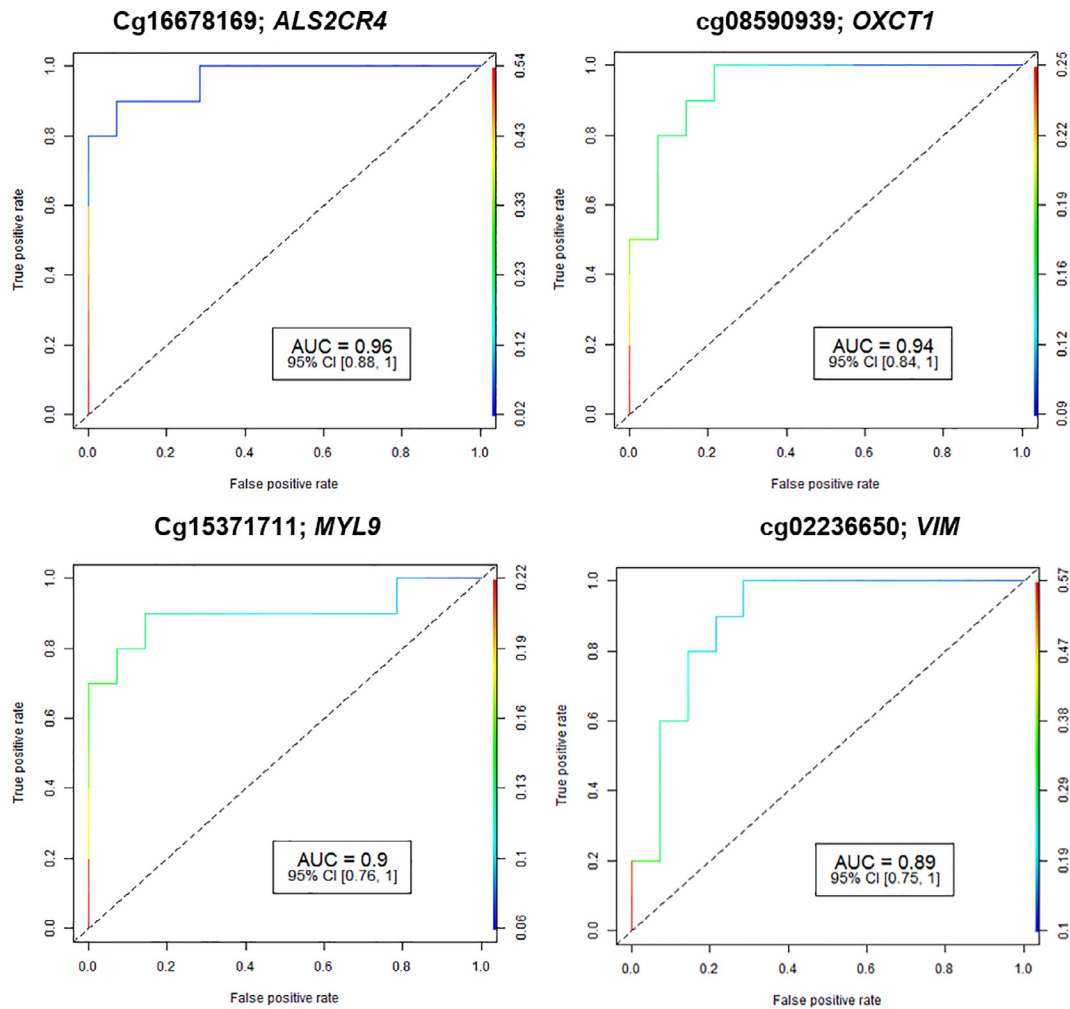 Cg16678169; ALS2CR4
True positive rate
1.0
0.8
0.6
0.4
0.2
0.0
0.54
0.43
0.33
0.23
0.12
0.02
AUC = 0.96
95% CI [0.88, 1]
0.0 0.2 0.4 0.6 0.8 1.0
False positive rate
cg08590939; OXCT1
True positive rate
1.0
0.8
0.6
0.4
0.2
0.0
0.25
0.22
0.19
0.16
0.12
0.09
AUC = 0.94
95% CI [0.84, 1]
0.0 0.2 0.4 0.6 0.8 1.0
False positive rate
Cg15371711; MYL9
True positive rate
1.0
0.8
0.6
0.4
0.2
0.0
0.22
0.19
0.16
0.13
0.1
0.06
AUC = 0.9
95% CI [0.76, 1]
0.0 0.2 0.4 0.6 0.8 1.0
False positive rate
cg02236650; VIM
True positive rate
1.0
0.8
0.6
0.4
0.2
0.0
0.57
0.47
0.38
0.29
0.19
0.1
AUC = 0.89
95% CI [0.75, 1]
0.0 0.2 0.4 0.6 0.8 1.0
False positive rate